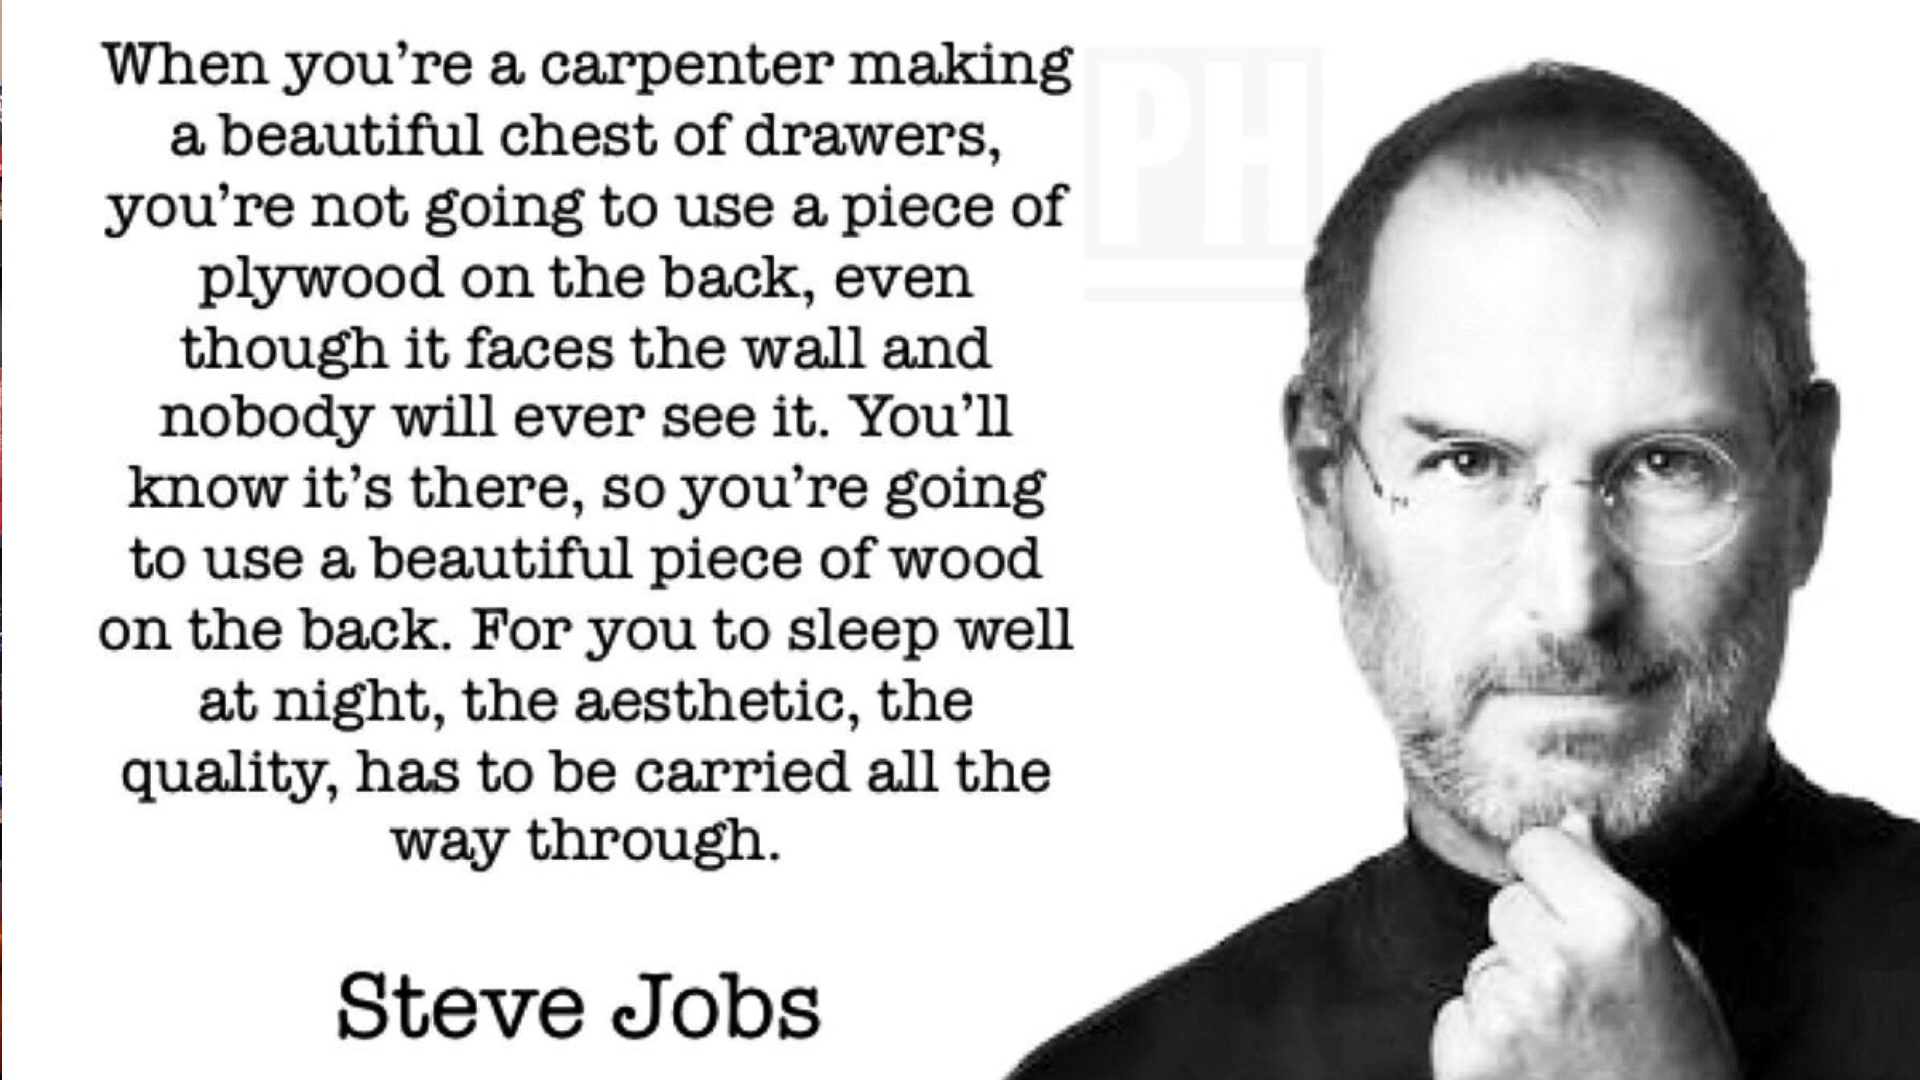 When you're a carpenter making
a beautiful chest of drawers,
you're not going to use a piece of
plywood on the back, even
though it faces the wall and
nobody will ever see it. You'll
know it's there, so you're going
to use a beautiful piece of wood
on the back. For you to sleep well
at night, the aesthetic, the
quality, has to be carried all the
way through.
Steve Jobs
PH